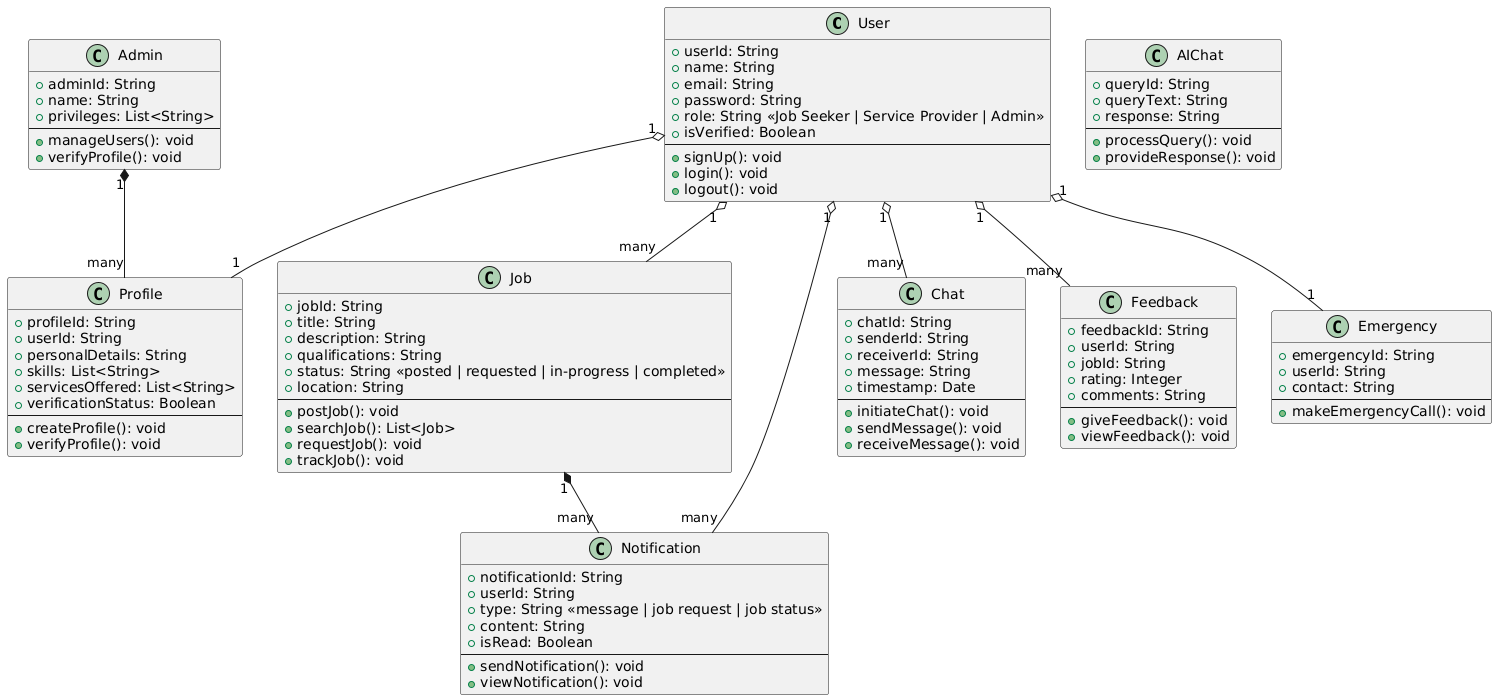 C Admin
adminId: String
name: String
privileges: List<String>
manageUsers(): void
verifyProfile(): void
C User
userId: String
name: String
email: String
password: String
role: String «Job Seeker | Service Provider | Admin»
isVerified: Boolean
signUp(): void
login(): void
logout(): void
C AIChat
queryId: String
queryText: String
response: String
processQuery(): void
provideResponse(): void
1
many
1
1
1
many
1
many
1
many
1
many
1
1
C Profile
profileId: String
userId: String
personalDetails: String
skills: List<String>
servicesOffered: List<String>
verificationStatus: Boolean
createProfile(): void
verifyProfile(): void
C Job
jobId: String
title: String
description: String
qualifications: String
status: String «posted | requested | in-progress | completed»
location: String
postJob(): void
searchJob(): List<Job>
requestJob(): void
trackJob(): void
C Chat
chatId: String
senderId: String
receiverId: String
message: String
timestamp: Date
initiateChat(): void
sendMessage(): void
receiveMessage(): void
C Feedback
feedbackId: String
userId: String
jobId: String
rating: Integer
comments: String
giveFeedback(): void
viewFeedback(): void
C Emergency
emergencyId: String
userId: String
contact: String
makeEmergencyCall(): void
1
many
C Notification
notificationId: String
userId: String
type: String «message | job request | job status»
content: String
isRead: Boolean
sendNotification(): void
viewNotification(): void